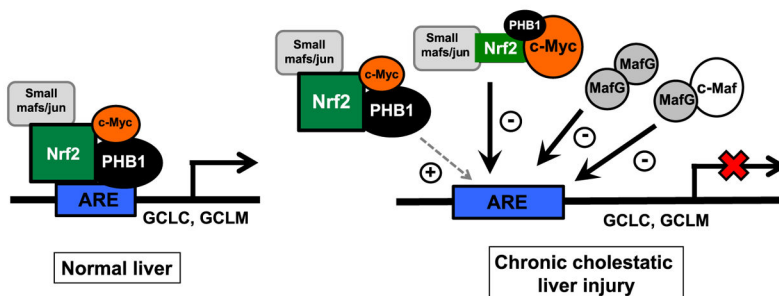 Small
mafs/jun
c-Myc
Nrf2
PHB1
ARE
GCLC, GCLM
Normal liver
Small
mafs/jun
c-Myc
Nrf2
PHB1
Small
mafs/jun
Nrf2
PHB1
c-Myc
MafG
MafG
MafG
c-Maf
+
-
-
-
ARE
GCLC, GCLM
Chronic cholestatic
liver injury